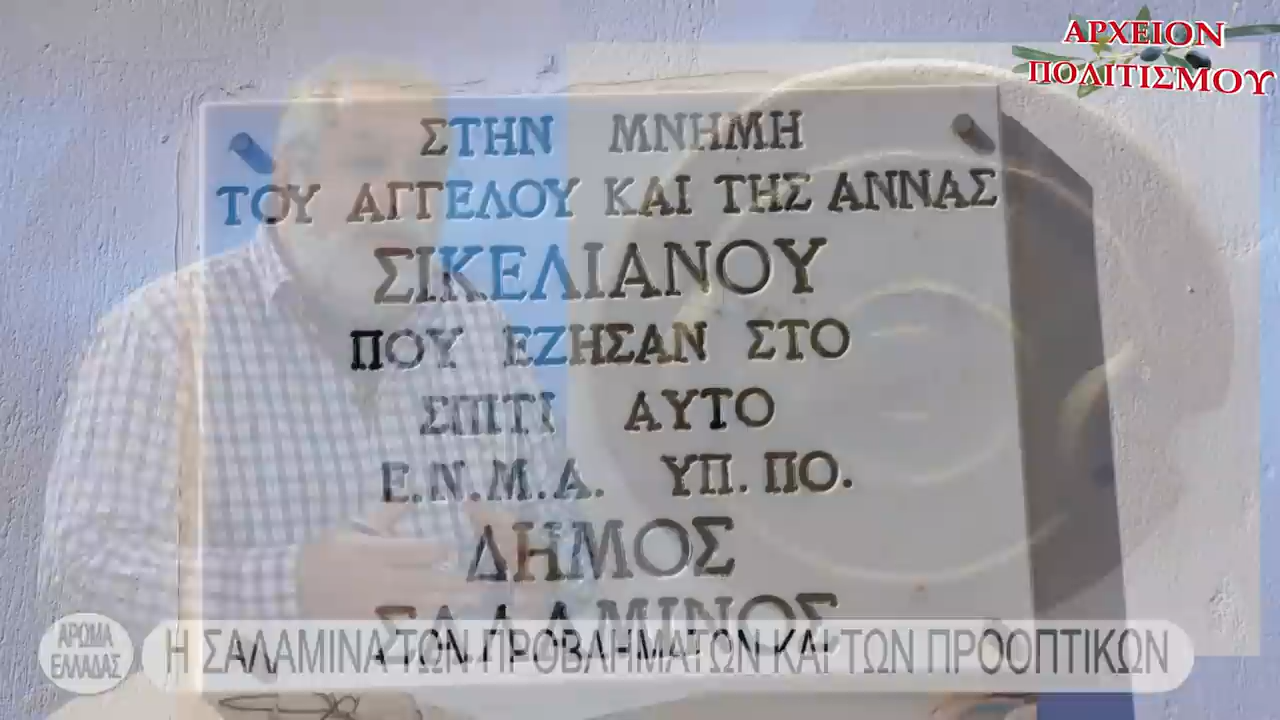 ΑΡΧΕΙΟΝ
ΠΟΛΙΤΙΣΜΟΥ
ΣΤΗΝ ΜΝΗΜΗ
ΤΟΥ ΑΓΓΕΛΟΥ ΚΑΙ ΤΗΣ ΑΝΝΑΣ
ΣΙΚΕΛΙΑΝΟΥ
ΠΟΥ ΕΖΗΣΑΝ ΣΤΟ
ΣΠΙΤΙ ΑΥΤΟ
Ε.Ν.Μ.Α. ΥΠ.ΠΟ.
ΔΗΜΟΣ
ΣΑΛΑΜΙΝΟΣ
ΑΡΩΜΑ
ΕΛΛΑΔΑΣ
Η ΣΑΛΑΜΙΝΑ ΤΩΝ ΠΡΟΒΛΗΜΑΤΩΝ ΚΑΙ ΤΩΝ ΠΡΟΟΠΤΙΚΩΝ